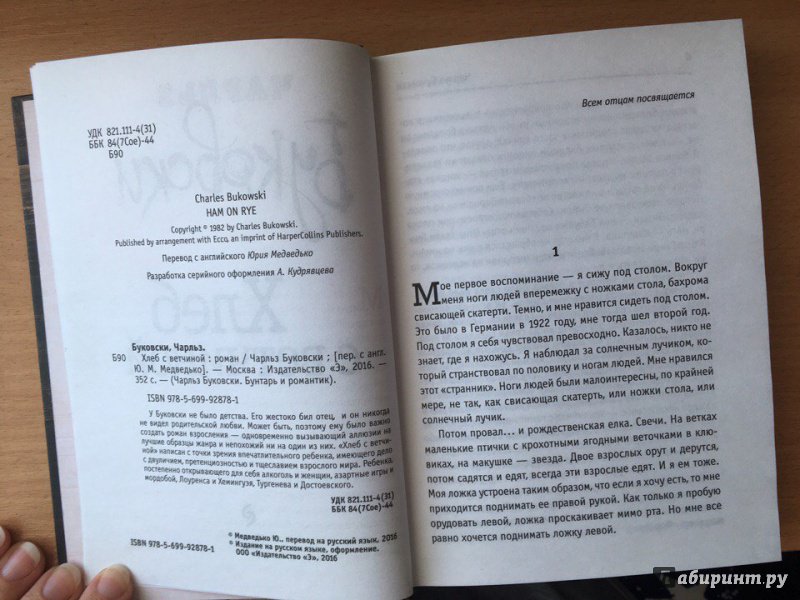 УДК 821.111-4(31)
ББК 84(7Сое)-44
Б90
Charles Bukowski
HAM ON RYE
Copyright © 1982 by Charles Bukowski.
Published by arrangement with Ecco, an imprint of HarperCollins Publishers.
Перевод с английского Юрия Медведько
Разработка серийного оформления А. Кудрявцева
Буковски, Чарльз.
Б90 Хлеб с ветчиной : роман / Чарльз Буковски ; [пер. с англ.
Ю. М. Медведько]. — Москва : Издательство «Э», 2016. —
352 с. — (Чарльз Буковски. Бунтарь и романтик).
ISBN 978-5-699-92878-1
У Буковски не было детства. Его жестоко бил отец, и он никогда
не видел родительской любви. Может быть, поэтому ему было важно
создать роман взросления — одновременно вызывающий аллюзии на
лучшие образцы жанра и непохожий ни на один из них. «Хлеб с ветчи-
ной» написан с точки зрения впечатлительного ребенка, имеющего дело
с двуличием, претенциозностью и тщеславием взрослого мира. Ребенка,
постепенно открывающего для себя алкоголь и женщин, азартные игры и
мордобой, Лоуренса и Хемингуэя, Тургенева и Достоевского.
УДК 821.111-4(31)
ББК 84(7Сое)-44
© Медведько Ю., перевод на русский язык, 2016
© Издание на русском языке, оформление.
ISBN 978-5-699-92878-1 ООО «Издательство «Э», 2016
Всем отцам посвящается
1
Мое первое воспоминание — я сижу под столом. Вокруг
меня ноги людей вперемежку с ножками стола, бахрома
свисающей скатерти. Темно, и мне нравится сидеть под столом.
Это было в Германии в 1922 году, мне тогда шел второй год.
Под столом я себя чувствовал превосходно. Казалось, никто не
знает, где я нахожусь. Я наблюдал за солнечным лучиком, ко-
торый странствовал по половику и ногам людей. Мне нравился
этот «странник». Ноги людей были малоинтересны, по крайней
мере, не так, как свисающая скатерть, или ножки стола, или
солнечный лучик.
Потом провал... и рождественская елка. Свечи. На ветках
маленькие птички с крохотными ягодными веточками в клю-
виках, на макушке — звезда. Двое взрослых орут и дерутся,
потом садятся и едят, всегда эти взрослые едят. И я ем тоже.
Моя ложка устроена таким образом, что если я хочу есть, то мне
приходится поднимать ее правой рукой. Как только я пробую
орудовать левой, ложка проскакивает мимо рта. Но мне все
равно хочется поднимать ложку левой.
Лабиринт.ру